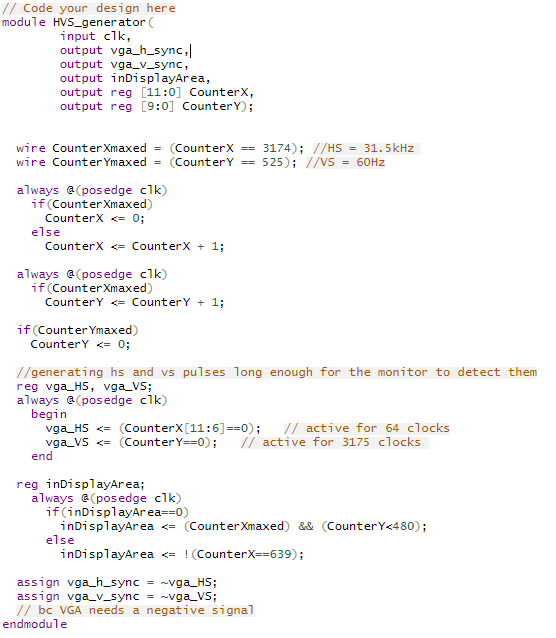 // Code your design here
module HVS_generator(
        input clk,
        output vga_h_sync,
        output vga_v_sync,
        output inDisplayArea,
        output reg [11:0] CounterX,
        output reg [9:0] CounterY);
  wire CounterXmaxed = (CounterX == 3174); //HS = 31.5kHz
  wire CounterYmaxed = (CounterY == 525); //VS = 60Hz
  always @(posedge clk)
    if(CounterXmaxed)
      CounterX <= 0;
    else
      CounterX <= CounterX + 1;
  always @(posedge clk)
    if(CounterXmaxed)
      CounterY <= CounterY + 1;
  if(CounterYmaxed)
    CounterY <= 0;
  //generating hs and vs pulses long enough for the monitor to detect them
  reg vga_HS, vga_VS;
  always @(posedge clk)
    begin
      vga_HS <= (CounterX[11:6]==0);   // active for 64 clocks
      vga_VS <= (CounterY==0);   // active for 3175 clocks
    end
  reg inDisplayArea;
    always @(posedge clk)
      if(inDisplayArea==0)
        inDisplayArea <= (CounterXmaxed) && (CounterY<480);
      else
        inDisplayArea <= !(CounterX==639);
  assign vga_h_sync = ~vga_HS;
  assign vga_v_sync = ~vga_VS;
  // bc VGA needs a negative signal
endmodule